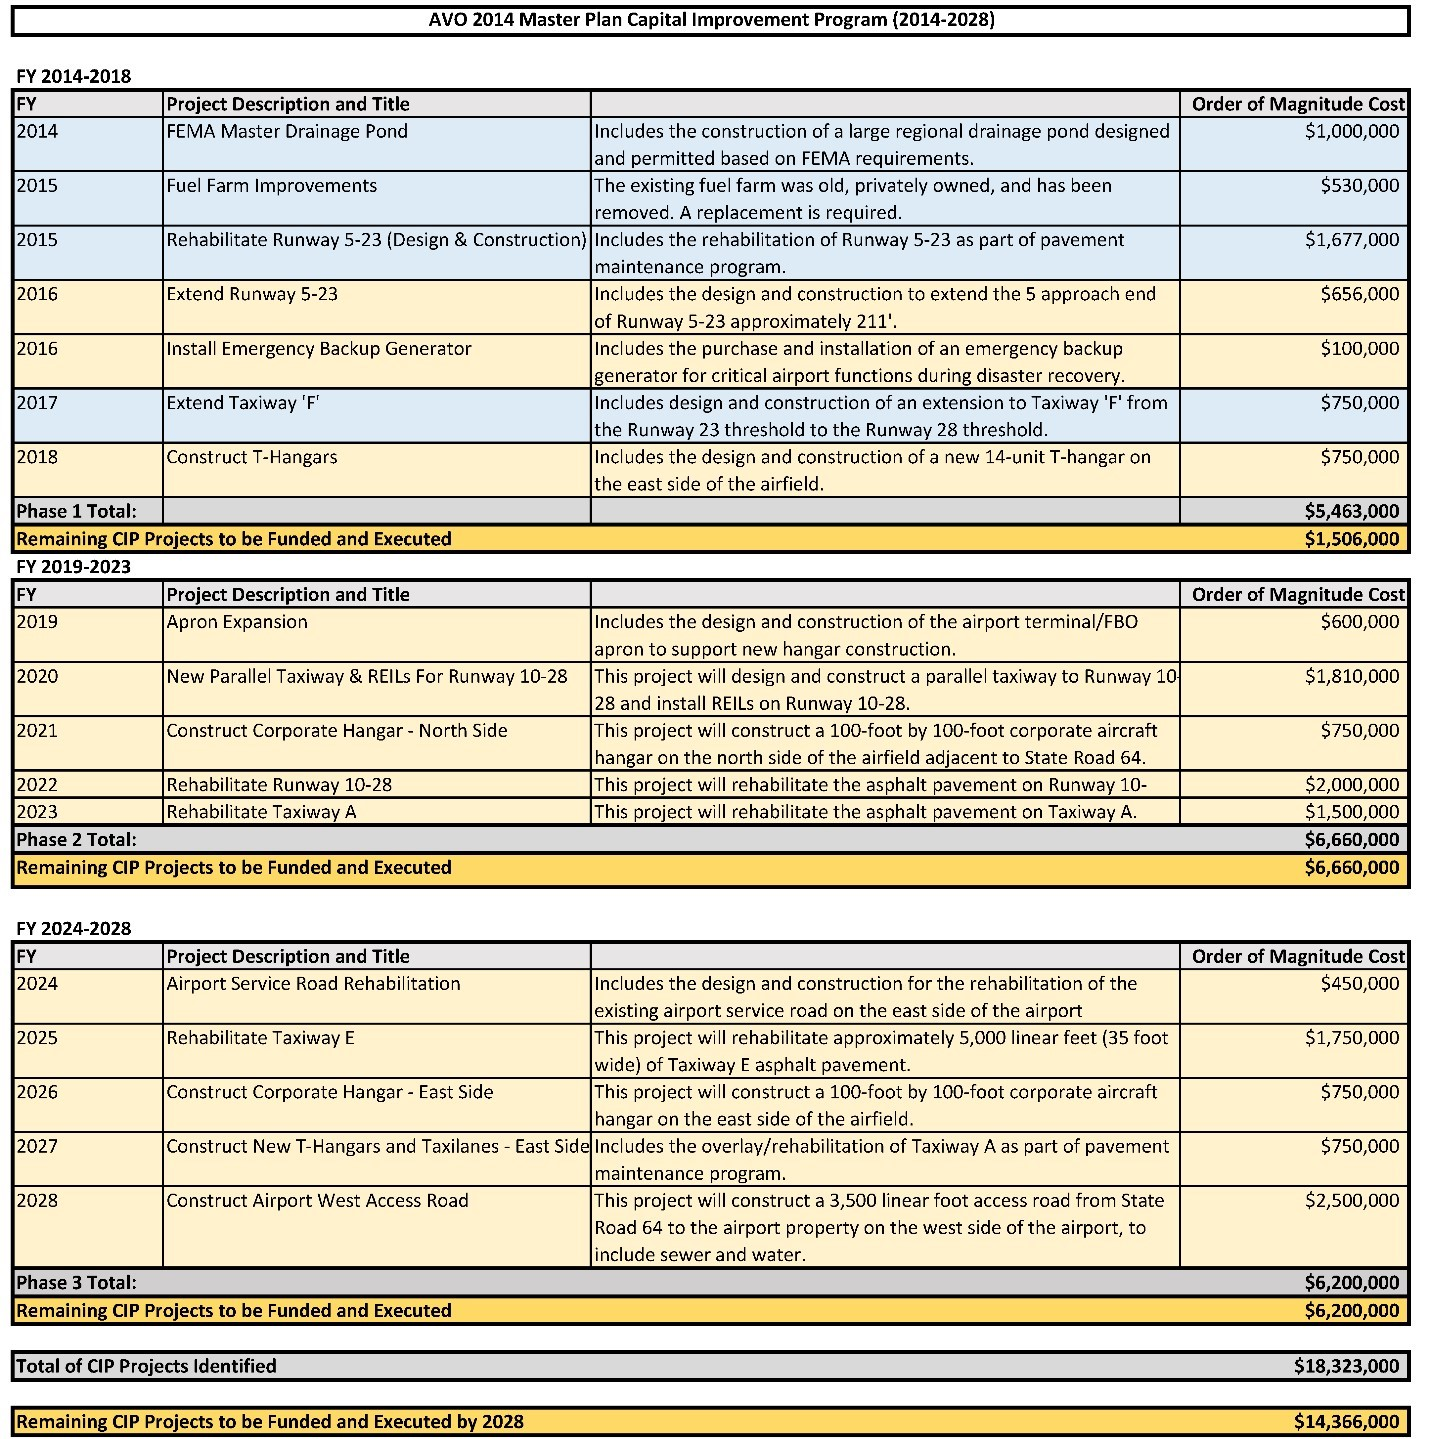 AVO 2014 Master Plan Capital Improvement Program (2014-2028)
FY 2014-2018
FY Project Description and Title Order of Magnitude Cost
2014 FEMA Master Drainage Pond Includes the construction of a large regional drainage pond designed $1,000,000
and permitted based on FEMA requirements.
2015 Fuel Farm Improvements The existing fuel farm was old, privately owned, and has been $530,000
removed. A replacement is required.
2015 Rehabilitate Runway 5-23 (Design & Construction) Includes the rehabilitation of Runway 5-23 as part of pavement $1,677,000
maintenance program.
2016 Extend Runway 5-23 Includes the design and construction to extend the 5 approach end $656,000
of Runway 5-23 approximately 211'.
2016 Install Emergency Backup Generator Includes the purchase and installation of an emergency backup $100,000
generator for critical airport functions during disaster recovery.
2017 Extend Taxiway 'F' Includes design and construction of an extension to Taxiway 'F' from $750,000
the Runway 23 threshold to the Runway 28 threshold.
2018 Construct T-Hangars Includes the design and construction of a new 14-unit T-hangar on $750,000
the east side of the airfield.
Phase 1 Total: $5,463,000
Remaining CIP Projects to be Funded and Executed $1,506,000
FY 2019-2023
FY Project Description and Title Order of Magnitude Cost
2019 Apron Expansion Includes the design and construction of the airport terminal/FBO $600,000
apron to support new hangar construction.
2020 New Parallel Taxiway & REILs For Runway 10-28 This project will design and construct a parallel taxiway to Runway 10- $1,810,000
28 and install REILs on Runway 10-28.
2021 Construct Corporate Hangar - North Side This project will construct a 100-foot by 100-foot corporate aircraft $750,000
hangar on the north side of the airfield adjacent to State Road 64.
2022 Rehabilitate Runway 10-28 This project will rehabilitate the asphalt pavement on Runway 10- $2,000,000
2023 Rehabilitate Taxiway A This project will rehabilitate the asphalt pavement on Taxiway A. $1,500,000
Phase 2 Total: $6,660,000
Remaining CIP Projects to be Funded and Executed $6,660,000
FY 2024-2028
FY Project Description and Title Order of Magnitude Cost
2024 Airport Service Road Rehabilitation Includes the design and construction for the rehabilitation of the $450,000
existing airport service road on the east side of the airport
2025 Rehabilitate Taxiway E This project will rehabilitate approximately 5,000 linear feet (35 foot $1,750,000
wide) of Taxiway E asphalt pavement.
2026 Construct Corporate Hangar - East Side This project will construct a 100-foot by 100-foot corporate aircraft $750,000
hangar on the east side of the airfield.
2027 Construct New T-Hangars and Taxilanes - East Side Includes the overlay/rehabilitation of Taxiway A as part of pavement $750,000
maintenance program.
2028 Construct Airport West Access Road This project will construct a 3,500 linear foot access road from State $2,500,000
Road 64 to the airport property on the west side of the airport, to
include sewer and water.
Phase 3 Total: $6,200,000
Remaining CIP Projects to be Funded and Executed $6,200,000
Total of CIP Projects Identified $18,323,000
Remaining CIP Projects to be Funded and Executed by 2028 $14,366,000